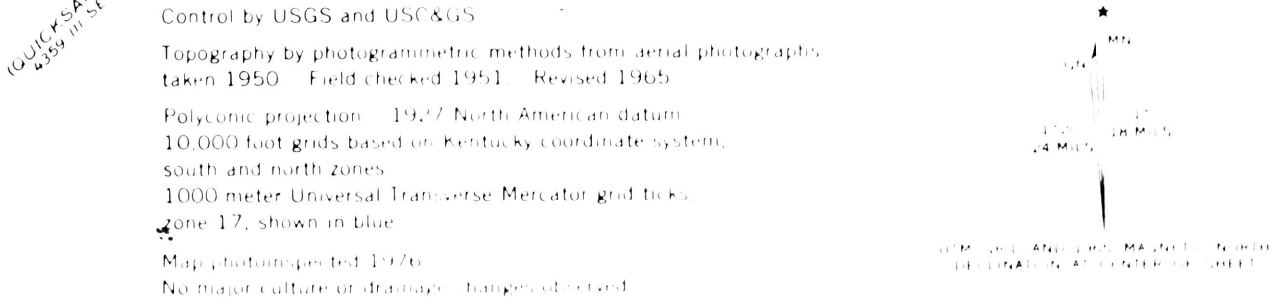 (QUICKSAND)
4359 III SE
Control by USGS and USC&GS
Topography by photogrammetric methods from aerial photographs
taken 1950 Field checked 1951. Revised 1965
Polyconic projection 1927 North American datum
10,000 foot grids based on Kentucky coordinate system,
south and north zones
1000 meter Universal Transverse Mercator grid ticks,
zone 17, shown in blue
Map photoinspected 1976
No major culture or drainage changes observed
★
MN
GN
18 MILS
24 MILS
UTM GRID AND MAGNETIC NORTH
DECLINATION AT CENTER OF SHEET